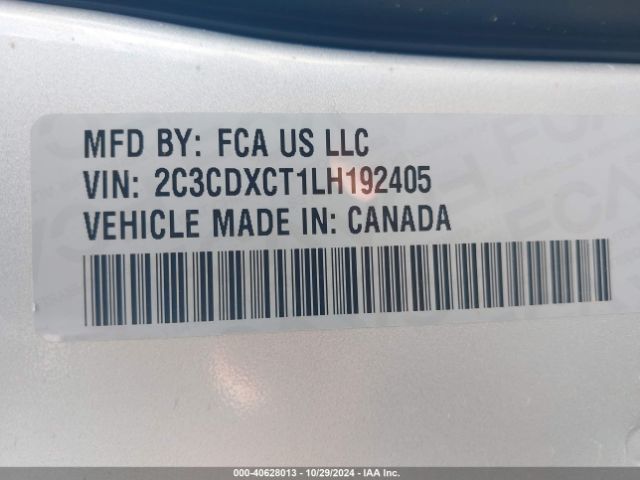 MFD BY: FCA US LLC
VIN: 2C3CDXCT1LH192405
VEHICLE MADE IN: CANADA
000-40628013 - 10/29/2024 - IAA Inc.